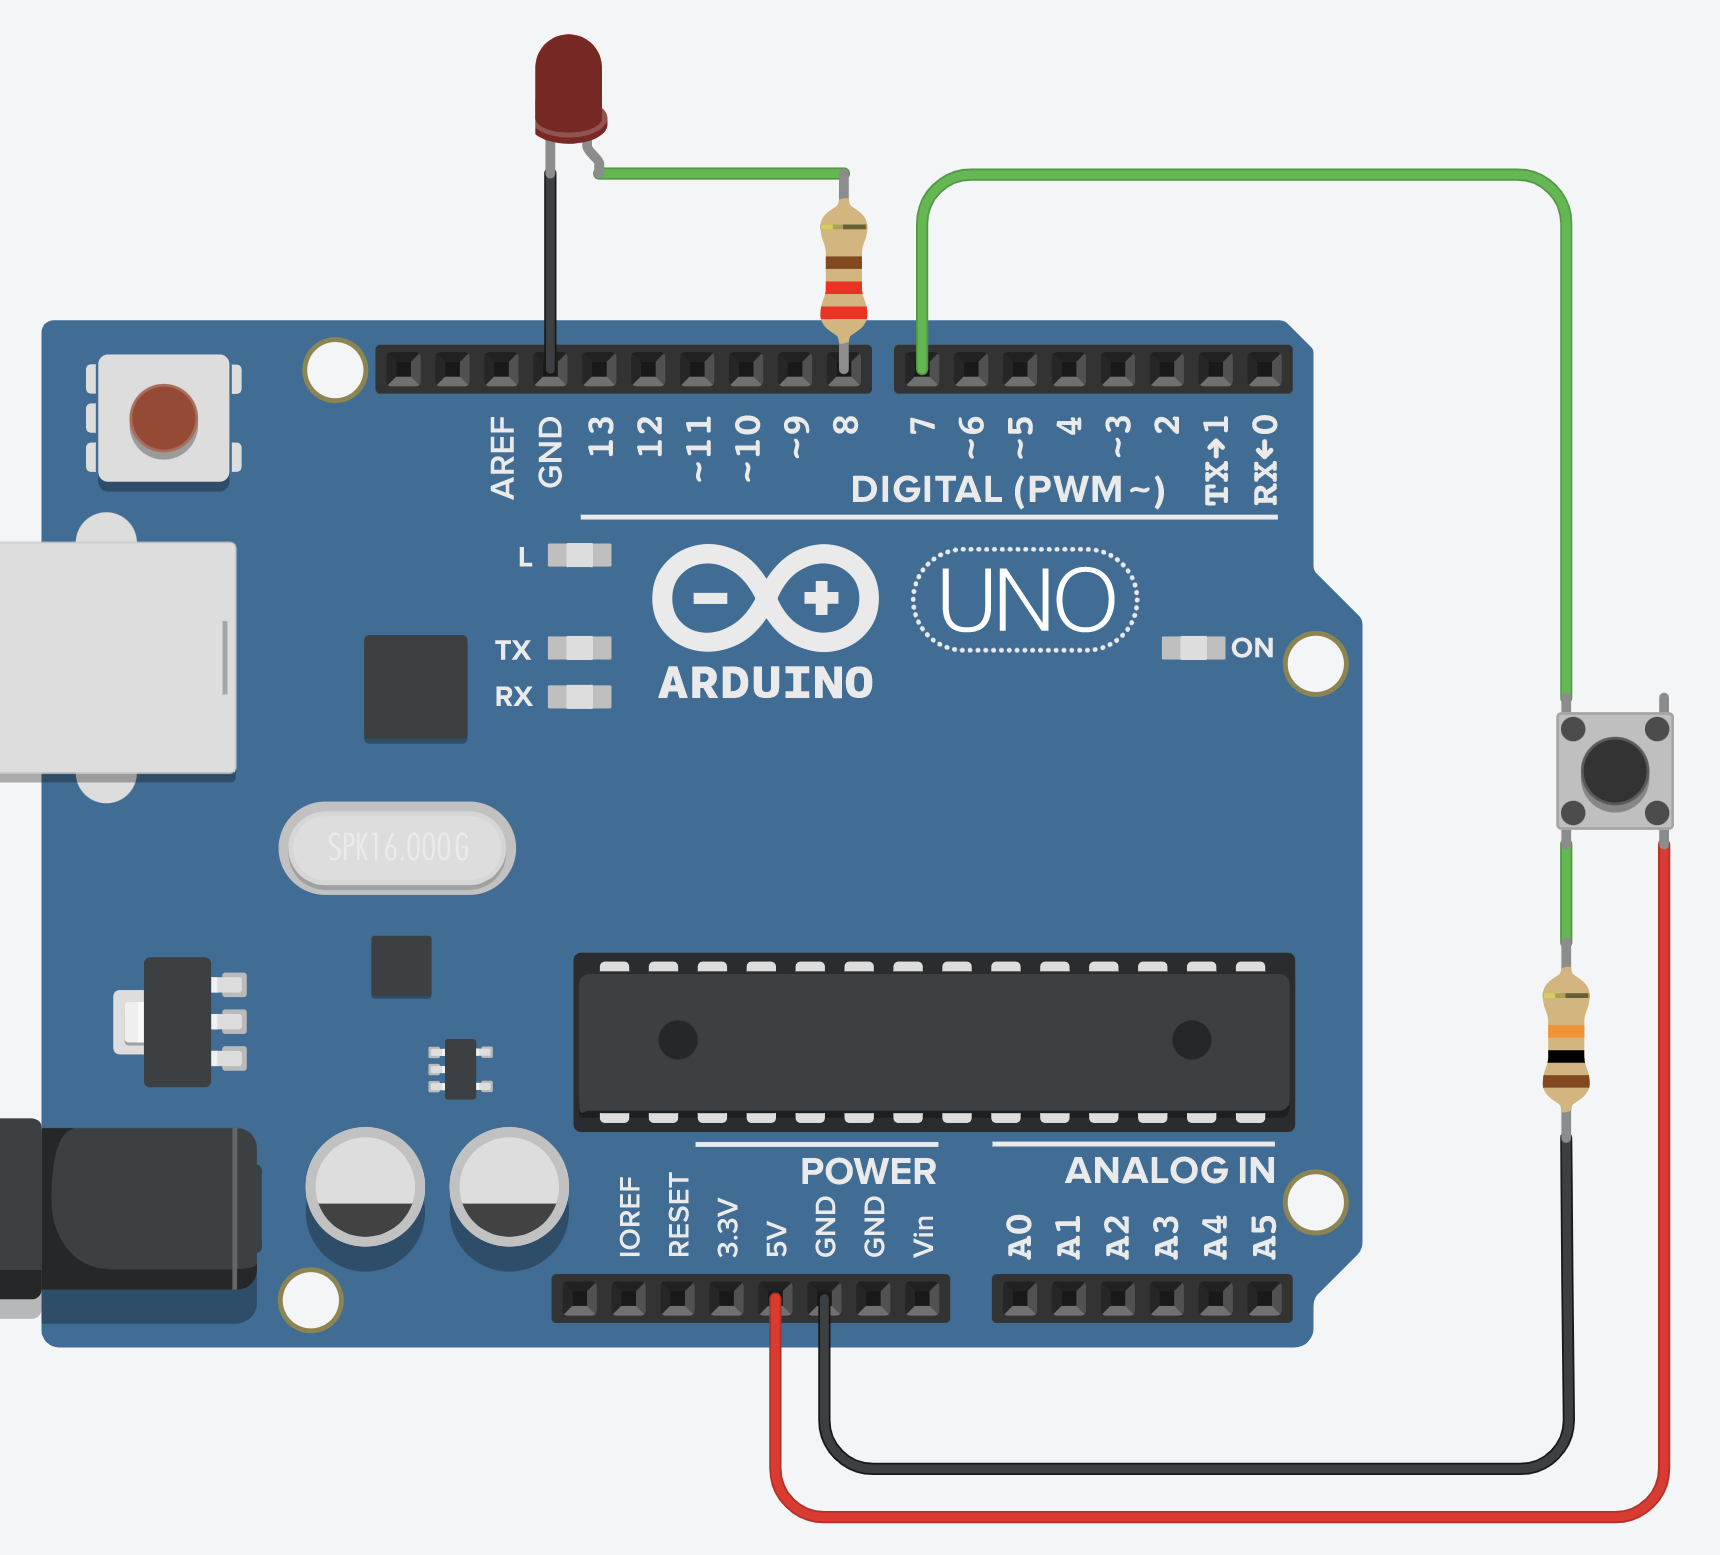 AREF
GND
13
12
~11
~10
~9
8
7
~6
~5
4
~3
2
TX→1
RX←0
DIGITAL (PWM ~)
L
TX
RX
ARDUINO
UNO
ON
SPK16.000G
POWER
ANALOG IN
IOREF
RESET
3.3V
5V
GND
GND
Vin
A0
A1
A2
A3
A4
A5